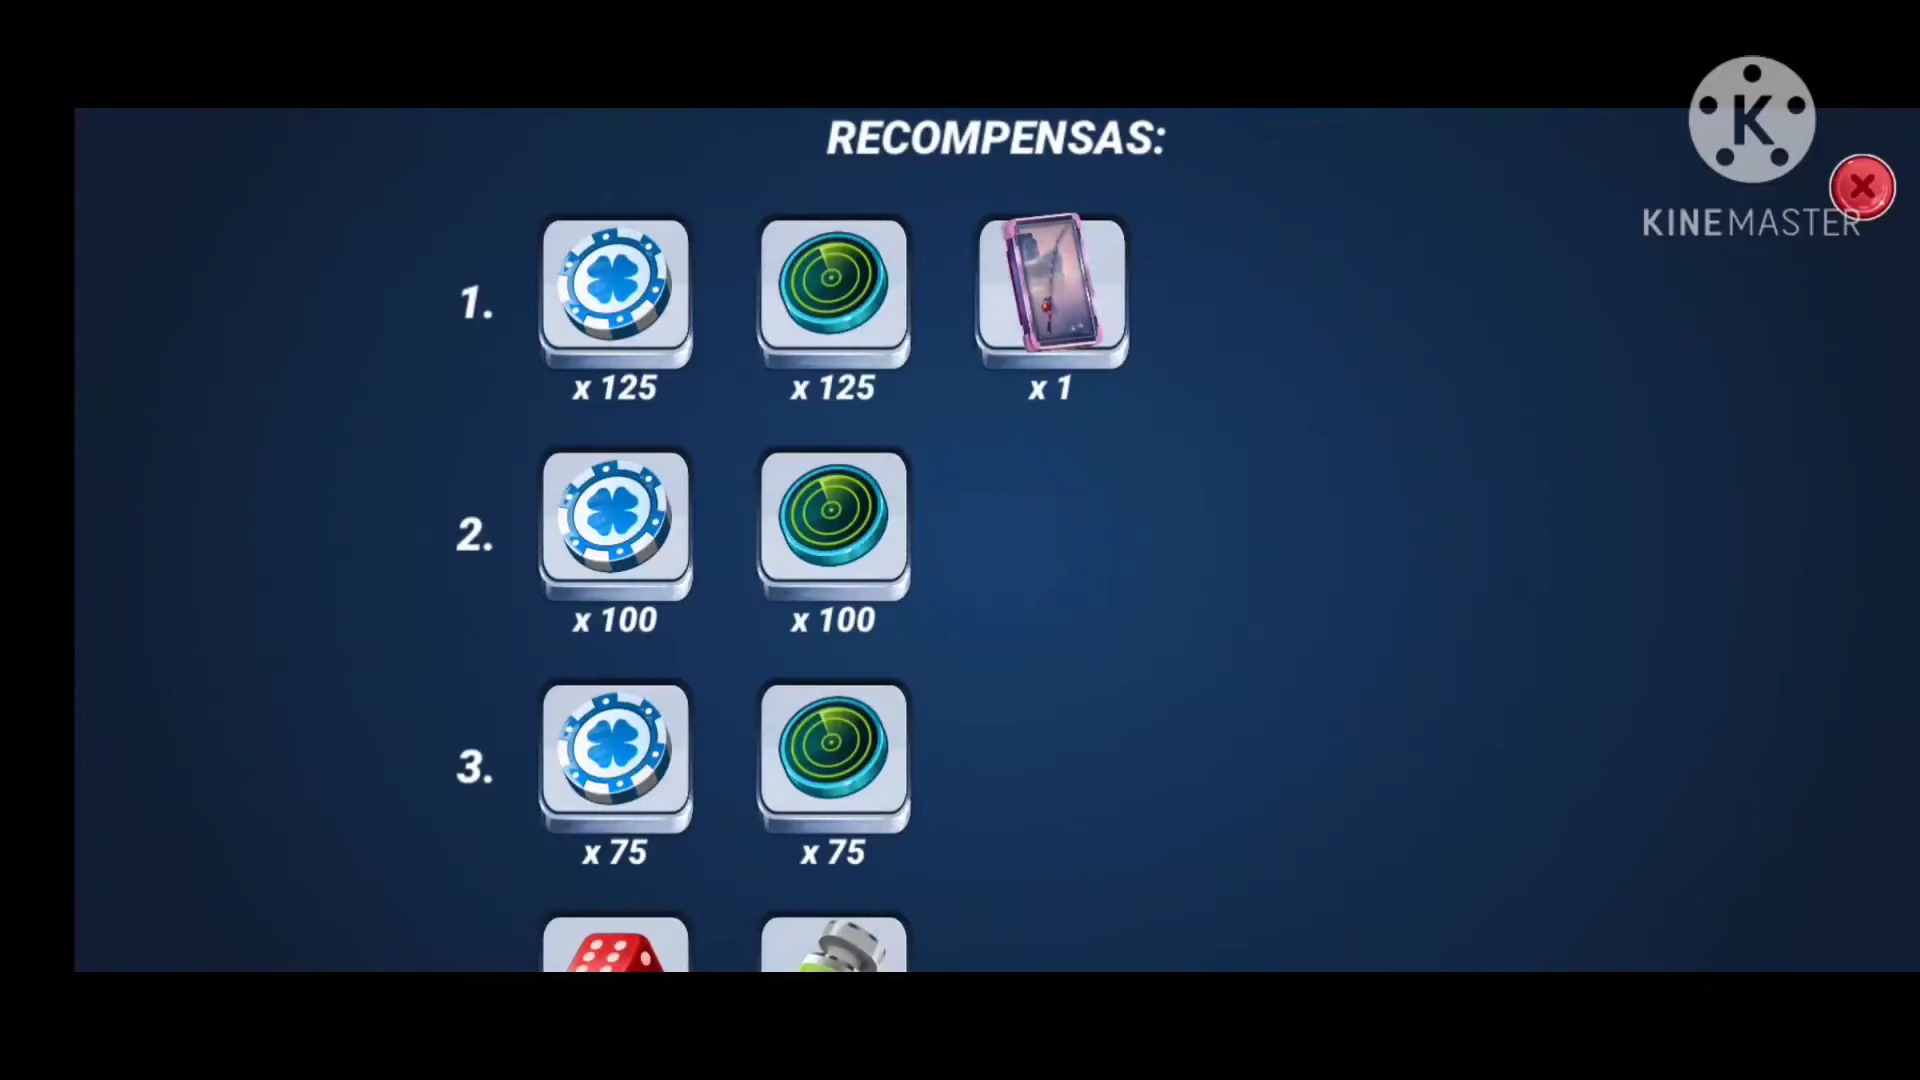 RECOMPENSAS:
K
KINEMASTER
1.
x 125
x 125
x 1
2.
x 100
x 100
3.
x 75
x 75